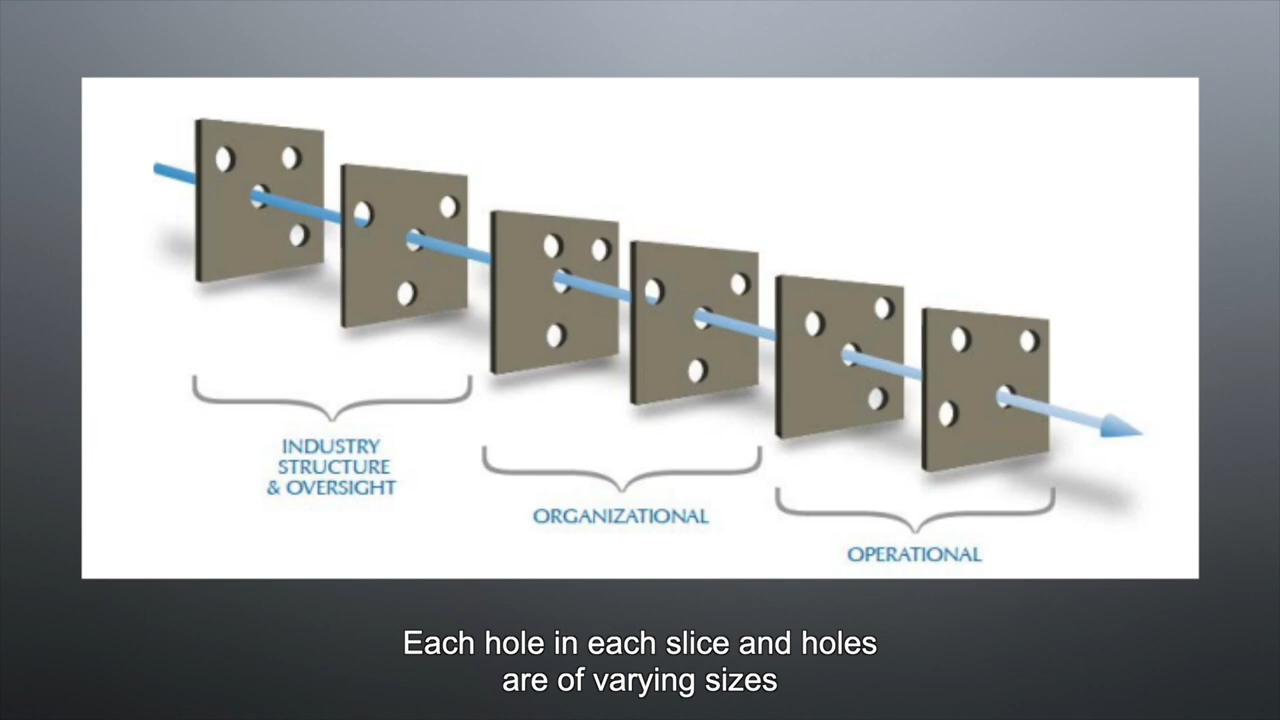 INDUSTRY
STRUCTURE
& OVERSIGHT
ORGANIZATIONAL
OPERATIONAL
Each hole in each slice and holes
are of varying sizes